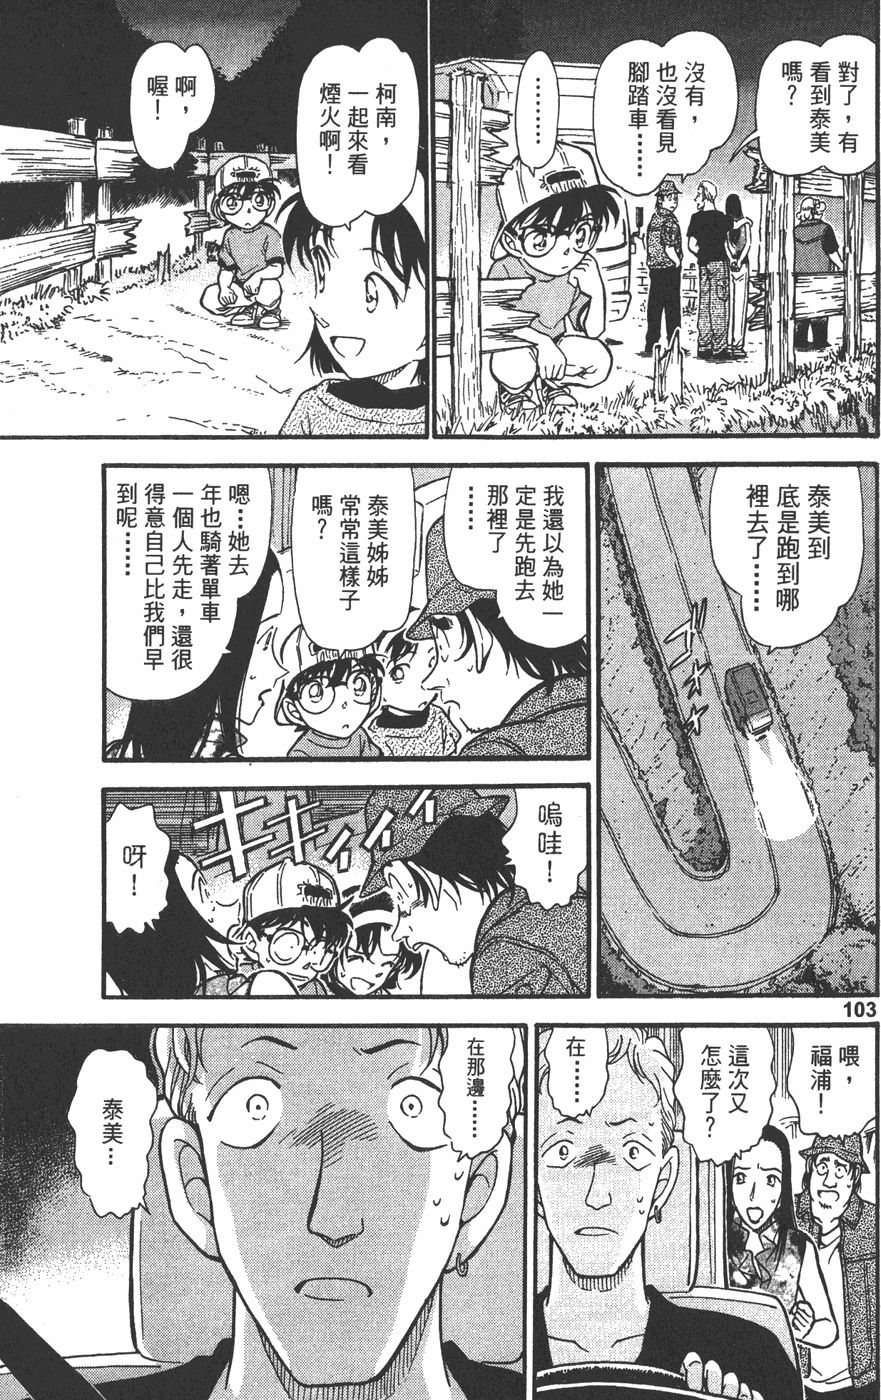 對了，有
看到泰美
嗎？
沒有，
也沒看見
腳踏車……
………
柯南，
一起來看
煙火啊！
啊，
喔！
泰美到
底是跑到哪
裡去了……
我還以為她一
定是先跑去
那裡了……
泰美姊姊
常常這樣子
嗎？
嗯…她去
年也騎著單車
一個人先走，還很
得意自己比我們早
到呢……
嗚哇！
呀！
103
喂，
福浦！
這次又
怎麼了？
在……
在那邊……
泰美…